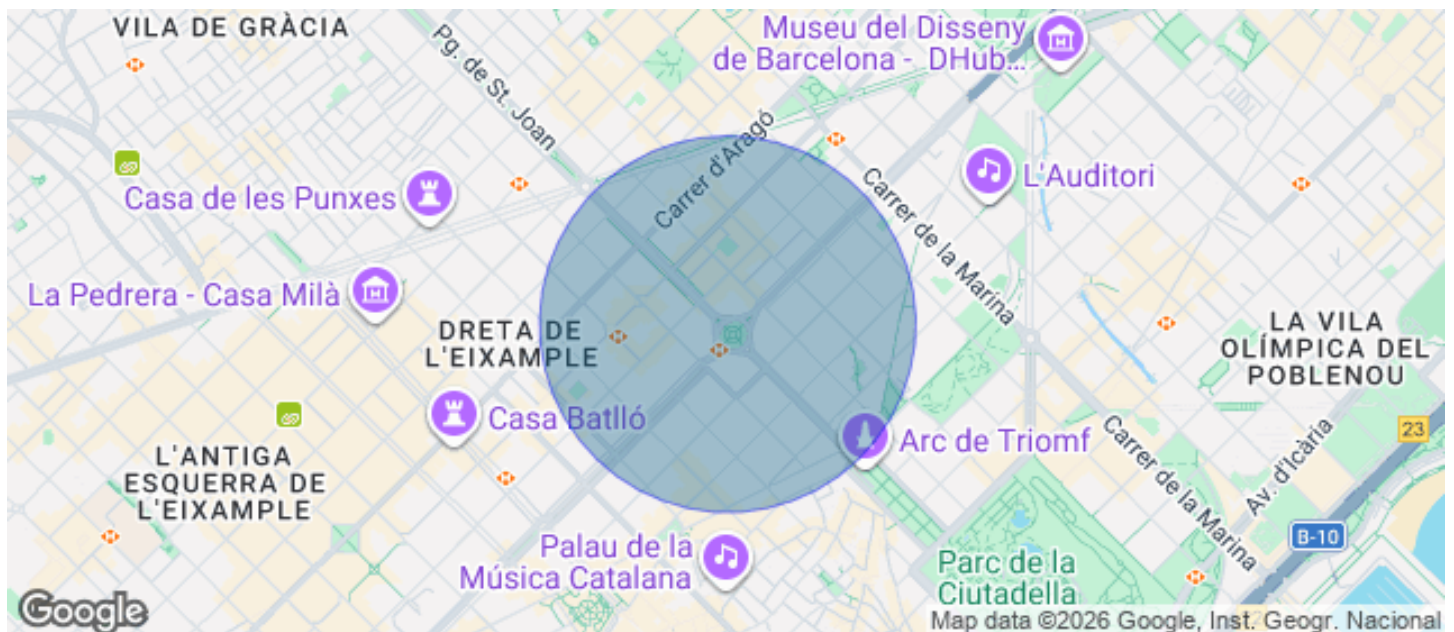 VILA DE GRÀCIA
Pg. de St. Joan
Museu del Disseny
de Barcelona - DHub...
Carrer d'Aragó
Casa de les Punxes
L'Auditori
Carrer de la Marina
La Pedrera - Casa Milà
DRETA DE
L'EIXAMPLE
LA VILA
OLÍMPICA DEL
POBLENOU
Casa Batlló
Arc de Triomf
23
L'ANTIGA
ESQUERRA DE
L'EIXAMPLE
Carrer de la Marina
Av. d'Icària
B-10
Palau de la
Música Catalana
Parc de la
Ciutadella
Google
Map data ©2026 Google, Inst. Geogr. Nacional